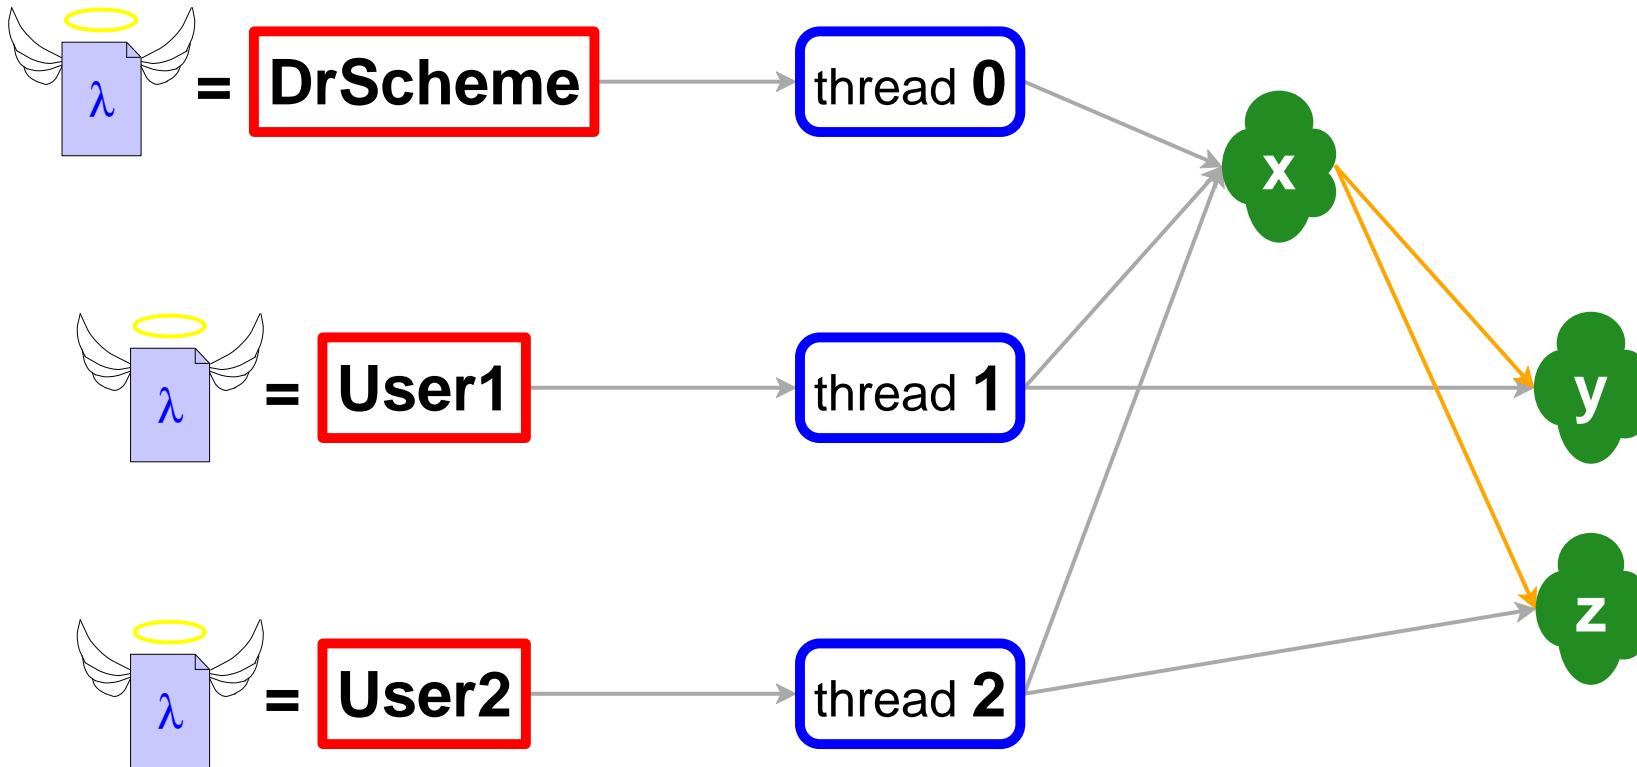 λ = DrScheme thread 0
x
λ = User1 thread 1
y
z
λ = User2 thread 2